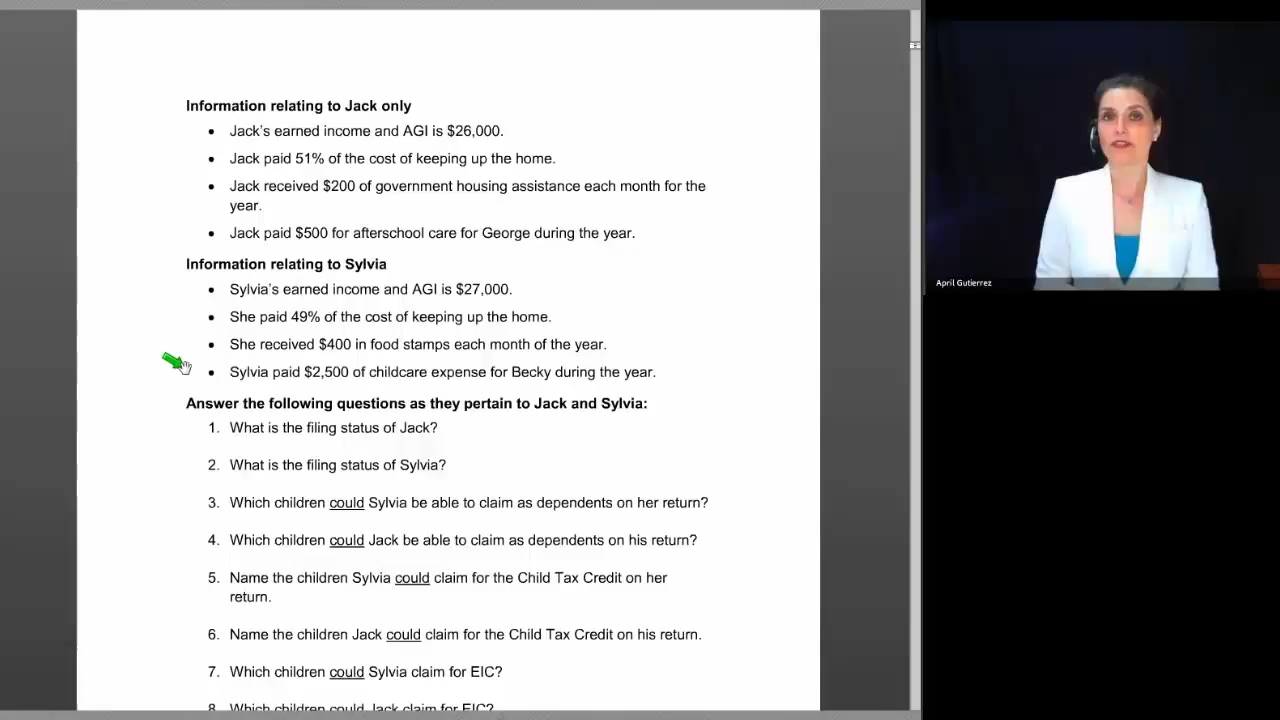 Information relating to Jack only
• Jack's earned income and AGI is $26,000.
• Jack paid 51% of the cost of keeping up the home.
• Jack received $200 of government housing assistance each month for the
year.
• Jack paid $500 for afterschool care for George during the year.
Information relating to Sylvia
• Sylvia's earned income and AGI is $27,000.
• She paid 49% of the cost of keeping up the home.
• She received $400 in food stamps each month of the year.
• Sylvia paid $2,500 of childcare expense for Becky during the year.
Answer the following questions as they pertain to Jack and Sylvia:
1. What is the filing status of Jack?
2. What is the filing status of Sylvia?
3. Which children could Sylvia be able to claim as dependents on her return?
4. Which children could Jack be able to claim as dependents on his return?
5. Name the children Sylvia could claim for the Child Tax Credit on her
return.
6. Name the children Jack could claim for the Child Tax Credit on his return.
7. Which children could Sylvia claim for EIC?
8. Which children could Jack claim for EIC?
April Gutierrez